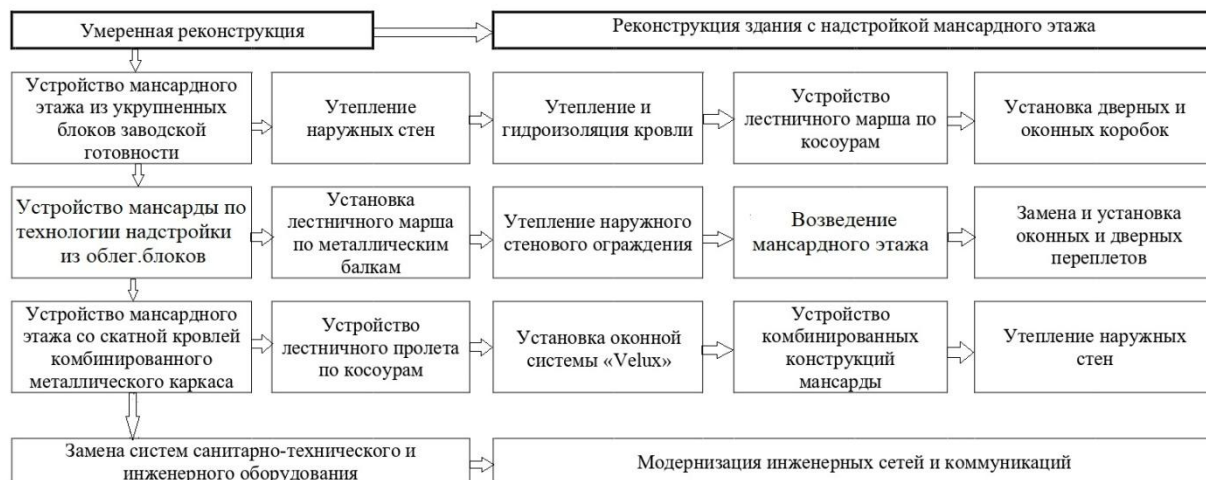 Умеренная реконструкция
Реконструкция здания с надстройкой мансардного этажа
Устройство мансардного
этажа из укрупненных
блоков заводской
готовности
Утепление
наружных стен
Утепление и
гидроизоляция кровли
Устройство
лестничного марша по
косоурам
Установка дверных и
оконных коробок
Устройство мансарды по
технологии надстройки
из облег.блоков
Установка
лестничного марша
по металлическим
балкам
Утепление наружного
стенового ограждения
Возведение
мансардного этажа
Замена и установка
оконных и дверных
переплетов
Устройство мансардного
этажа со скатной кровлей
комбинированного
металлического каркаса
Устройство
лестничного пролета
по косоурам
Установка оконной
системы «Velux»
Устройство
комбинированных
конструкций
мансарды
Утепление наружных
стен
Замена систем санитарно-технического и
инженерного оборудования
Модернизация инженерных сетей и коммуникаций